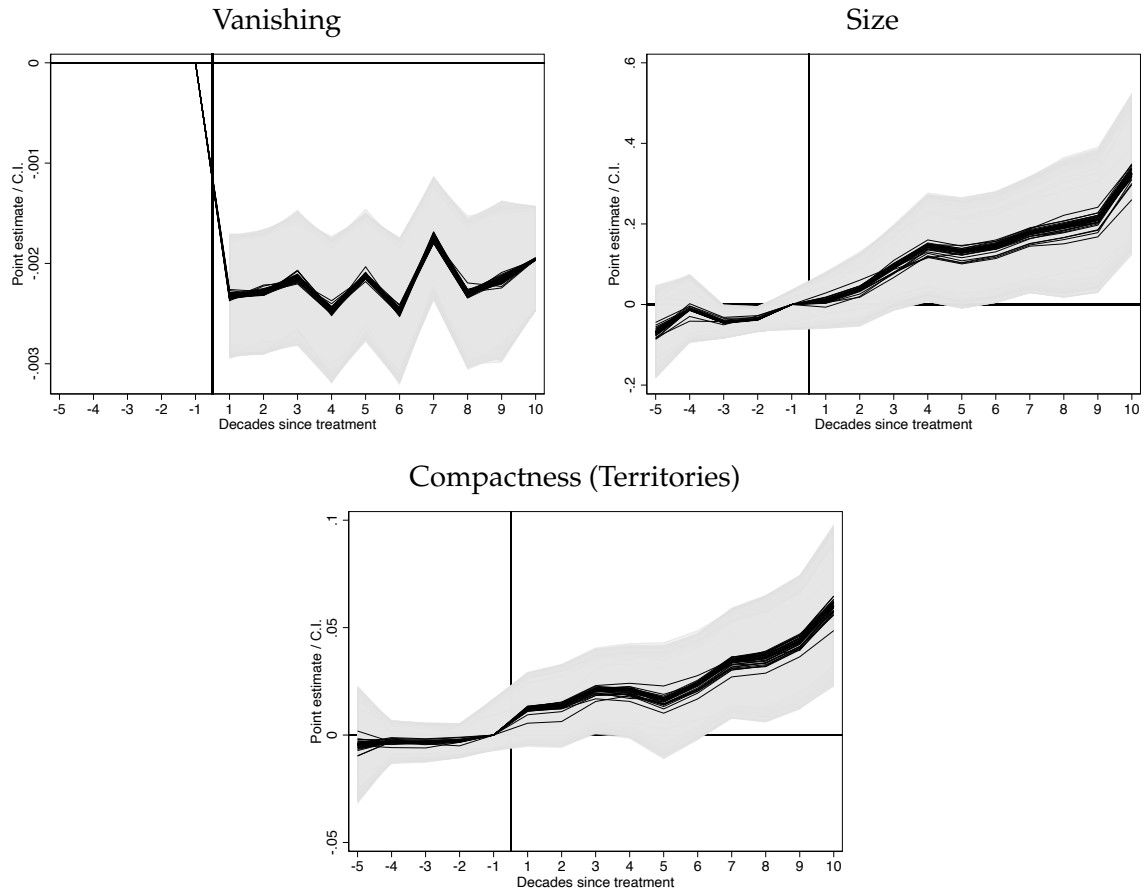 Vanishing
Point estimate / C.I.
0
-.001
-.002
-.003
-5 -4 -3 -2 -1 1 2 3 4 5 6 7 8 9 10
Decades since treatment
Size
Point estimate / C.I.
.6
.4
.2
0
-.2
-5 -4 -3 -2 -1 1 2 3 4 5 6 7 8 9 10
Decades since treatment
Compactness (Territories)
Point estimate / C.I.
.1
.05
0
-.05
-5 -4 -3 -2 -1 1 2 3 4 5 6 7 8 9 10
Decades since treatment